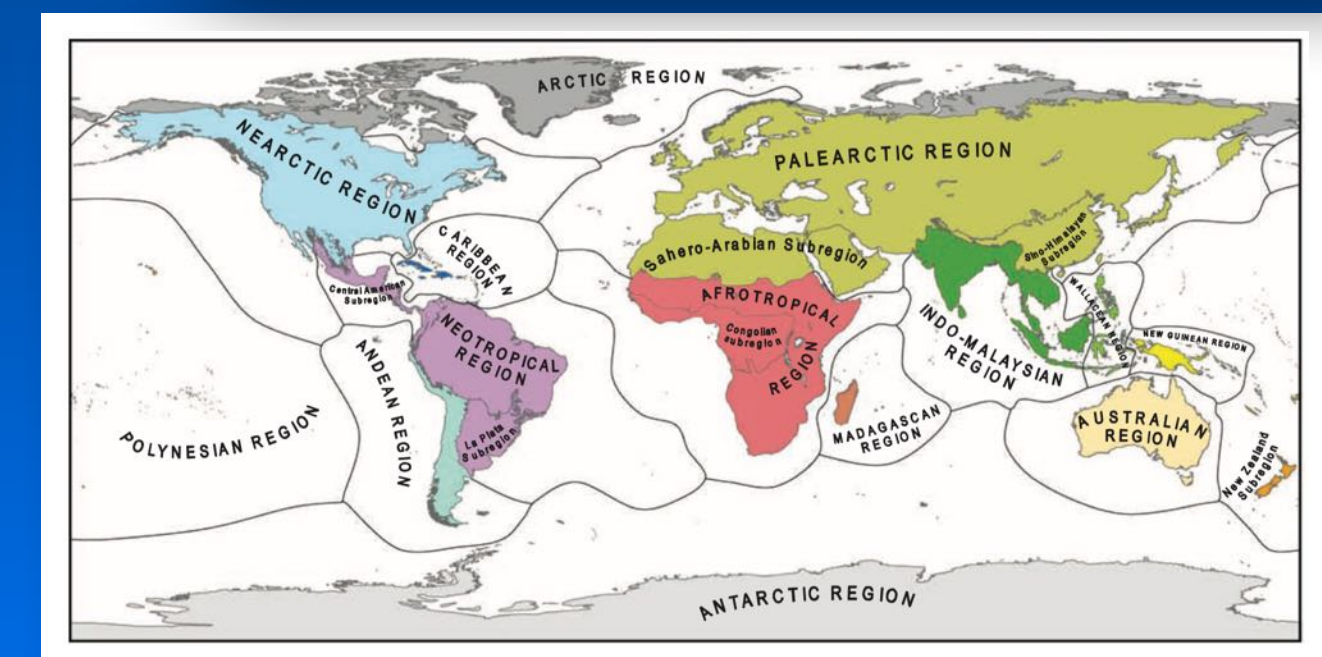 ARCTIC REGION
NEARCTIC REGION
PALEARCTIC REGION
CARIBBEAN
REGION
Sahero-Arabian Subregion
Sino-Himalayan
Subregion
Central American
Subregion
AFROTROPICAL
REGION
Congolian
subregion
WALLACEAN REGION
NEOTROPICAL
REGION
ANDEAN REGION
INDO-MALAYSIAN
REGION
NEW GUINEAN REGION
POLYNESIAN REGION
La Plata
Subregion
MADAGASCAN
REGION
AUSTRALIAN
REGION
New Zealand
Subregion
ANTARCTIC REGION